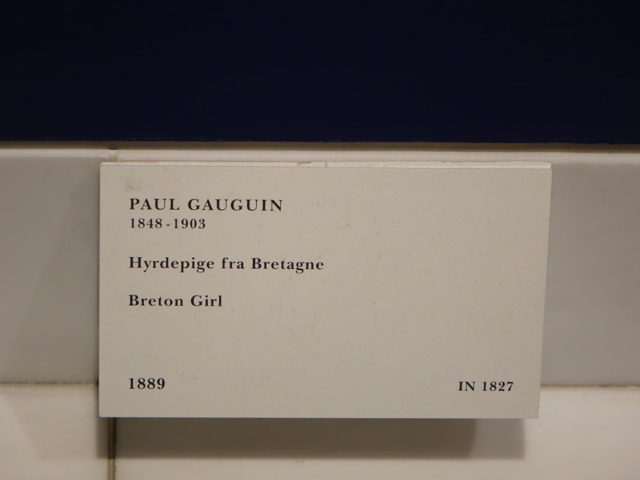 PAUL GAUGUIN
1848-1903
Hyrdepige fra Bretagne
Breton Girl
1889
IN 1827